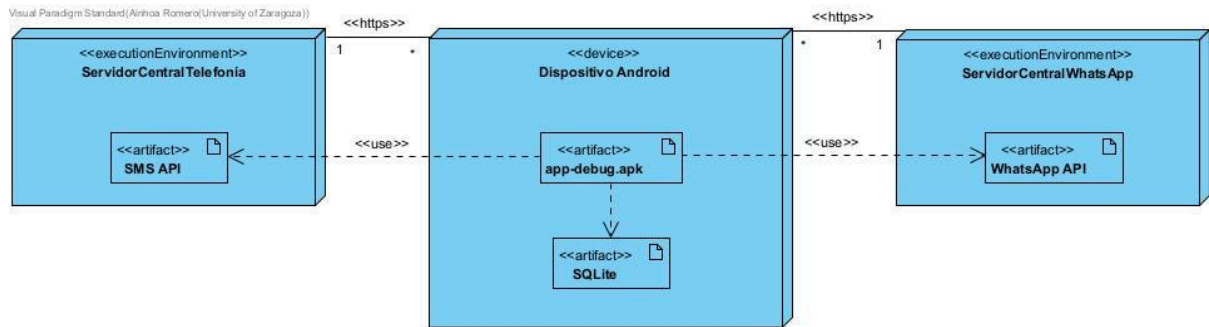 Visual Paradigm Standard(Ainhoa Romero(University of Zaragoza))
<<https>>
<<https>>
1
*
*
1
<<executionEnvironment>>
ServidorCentralTelefonía
<<device>>
Dispositivo Android
<<executionEnvironment>>
ServidorCentralWhatsApp
<<artifact>>
SMS API
<<use>>
<<artifact>>
app-debug.apk
<<use>>
<<artifact>>
WhatsApp API
<<artifact>>
SQLite